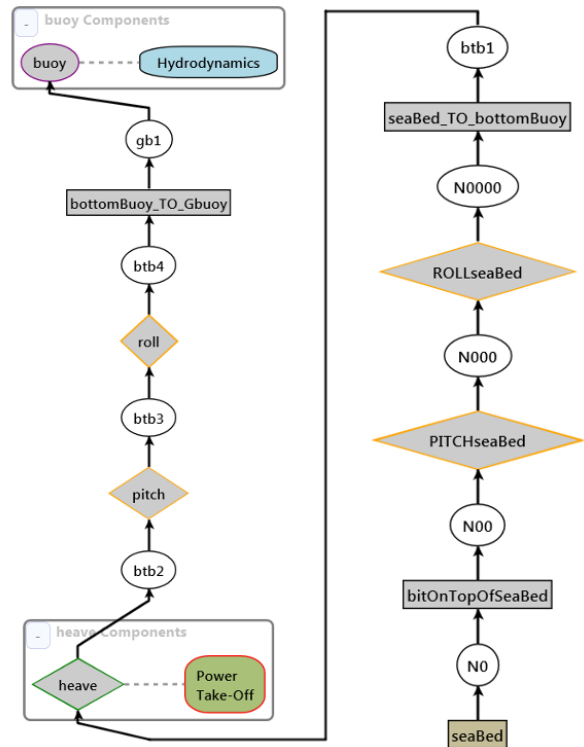 -
buoy Components
buoy
Hydrodynamics
gb1
bottomBuoy_TO_Gbuoy
btb4
roll
btb3
pitch
btb2
-
heave Components
heave
Power
Take-Off
btb1
seaBed_TO_bottomBuoy
N0000
ROLLseaBed
N000
PITCHseaBed
N00
bitOnTopOfSeaBed
N0
seaBed